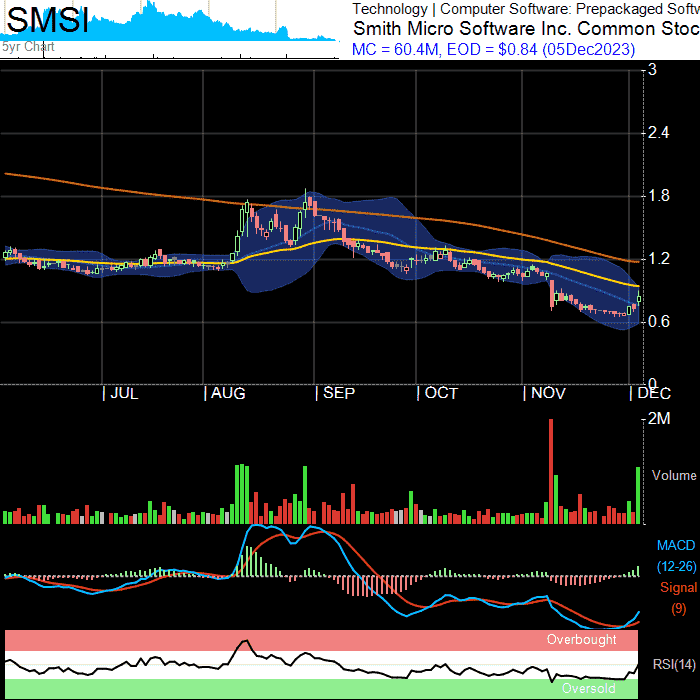 SMSI
5yr Chart
Technology | Computer Software: Prepackaged Softw
Smith Micro Software Inc. Common Stoc
MC = 60.4M, EOD = $0.84 (05Dec2023)
3
2.4
1.8
1.2
0.6
0
JUL
AUG
SEP
OCT
NOV
DEC
2M
Volume
MACD
(12-26)
Signal
(9)
Overbought
RSI(14)
Oversold